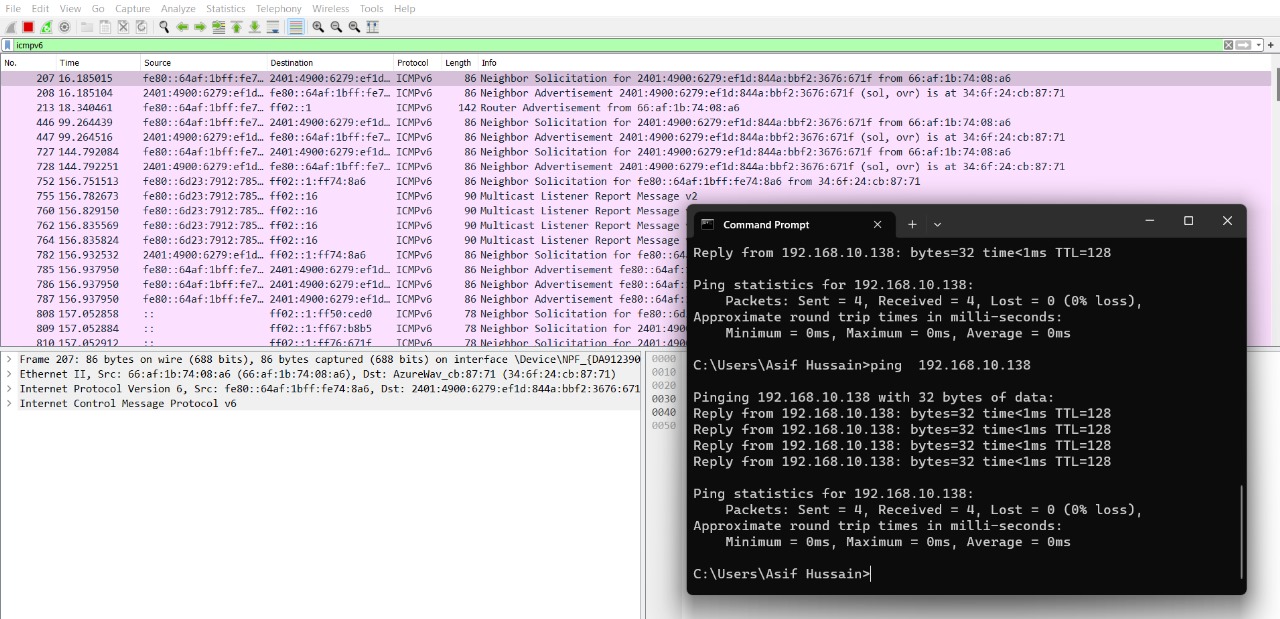 File Edit View Go Capture Analyze Statistics Telephony Wireless Tools Help
icmpv6
No. Time Source Destination Protocol Length Info
207 16.185015 fe80::64af:1bff:fe7… 2401:4900:6279:ef1d… ICMPv6 86 Neighbor Solicitation for 2401:4900:6279:ef1d:844a:bbf2:3676:671f from 66:af:1b:74:08:a6
208 16.185104 2401:4900:6279:ef1d… fe80::64af:1bff:fe7… ICMPv6 86 Neighbor Advertisement 2401:4900:6279:ef1d:844a:bbf2:3676:671f (sol, ovr) is at 34:6f:24:cb:87:71
213 18.340461 fe80::64af:1bff:fe7… ff02::1 ICMPv6 142 Router Advertisement from 66:af:1b:74:08:a6
446 99.264439 fe80::64af:1bff:fe7… 2401:4900:6279:ef1d… ICMPv6 86 Neighbor Solicitation for 2401:4900:6279:ef1d:844a:bbf2:3676:671f from 66:af:1b:74:08:a6
447 99.264516 2401:4900:6279:ef1d… fe80::64af:1bff:fe7… ICMPv6 86 Neighbor Advertisement 2401:4900:6279:ef1d:844a:bbf2:3676:671f (sol, ovr) is at 34:6f:24:cb:87:71
727 144.792084 fe80::64af:1bff:fe7… 2401:4900:6279:ef1d… ICMPv6 86 Neighbor Solicitation for 2401:4900:6279:ef1d:844a:bbf2:3676:671f from 66:af:1b:74:08:a6
728 144.792251 2401:4900:6279:ef1d… fe80::64af:1bff:fe7… ICMPv6 86 Neighbor Advertisement 2401:4900:6279:ef1d:844a:bbf2:3676:671f (sol, ovr) is at 34:6f:24:cb:87:71
752 156.751513 fe80::6d23:7912:785… ff02::1:ff74:8a6 ICMPv6 86 Neighbor Solicitation for fe80::64af:1bff:fe74:8a6 from 34:6f:24:cb:87:71
755 156.782673 fe80::6d23:7912:785… ff02::16 ICMPv6 90 Multicast Listener Report Message v2
760 156.829150 fe80::6d23:7912:785… ff02::16 ICMPv6 90 Multicast Listener Report Message
762 156.835569 fe80::6d23:7912:785… ff02::16 ICMPv6 90 Multicast Listener Report Message
764 156.835824 fe80::6d23:7912:785… ff02::16 ICMPv6 90 Multicast Listener Report Message
782 156.932532 2401:4900:6279:ef1d… ff02::1:ff74:8a6 ICMPv6 86 Neighbor Solicitation for fe80::64
785 156.937950 fe80::64af:1bff:fe7… 2401:4900:6279:ef1d… ICMPv6 86 Neighbor Advertisement fe80::64
786 156.937950 fe80::64af:1bff:fe7… 2401:4900:6279:ef1d… ICMPv6 86 Neighbor Advertisement fe80::64
787 156.937950 fe80::64af:1bff:fe7… 2401:4900:6279:ef1d… ICMPv6 86 Neighbor Advertisement fe80::64
808 157.052858 :: ff02::1:ff50:ced0 ICMPv6 78 Neighbor Solicitation for fe80::6d
809 157.052884 :: ff02::1:ff67:b8b5 ICMPv6 78 Neighbor Solicitation for 2401:490
810 157.052912 :: ff02::1:ff76:671f ICMPv6 78 Neighbor Solicitation for 2401:490
Frame 207: 86 bytes on wire (688 bits), 86 bytes captured (688 bits) on interface \Device\NPF_{DA912390
Ethernet II, Src: 66:af:1b:74:08:a6 (66:af:1b:74:08:a6), Dst: AzureWav_cb:87:71 (34:6f:24:cb:87:71)
Internet Protocol Version 6, Src: fe80::64af:1bff:fe74:8a6, Dst: 2401:4900:6279:ef1d:844a:bbf2:3676:671
Internet Control Message Protocol v6
0000
0010
0020
0030
0040
0050
Command Prompt
Reply from 192.168.10.138: bytes=32 time<1ms TTL=128
Ping statistics for 192.168.10.138:
Packets: Sent = 4, Received = 4, Lost = 0 (0% loss),
Approximate round trip times in milli-seconds:
Minimum = 0ms, Maximum = 0ms, Average = 0ms
C:\Users\Asif Hussain>ping  192.168.10.138
Pinging 192.168.10.138 with 32 bytes of data:
Reply from 192.168.10.138: bytes=32 time<1ms TTL=128
Reply from 192.168.10.138: bytes=32 time<1ms TTL=128
Reply from 192.168.10.138: bytes=32 time<1ms TTL=128
Reply from 192.168.10.138: bytes=32 time<1ms TTL=128
Ping statistics for 192.168.10.138:
Packets: Sent = 4, Received = 4, Lost = 0 (0% loss),
Approximate round trip times in milli-seconds:
Minimum = 0ms, Maximum = 0ms, Average = 0ms
C:\Users\Asif Hussain>